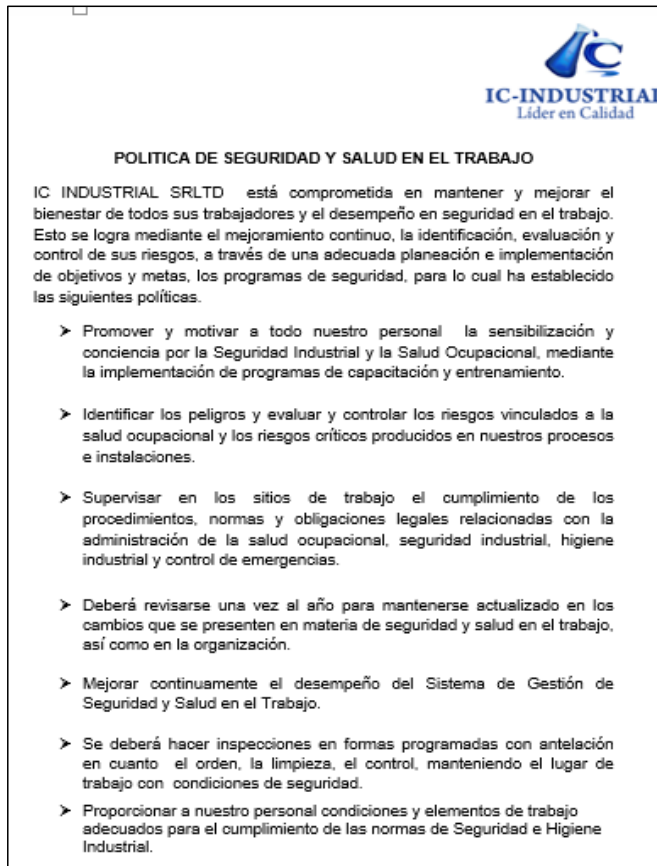 IC-INDUSTRIAL
Líder en Calidad
POLITICA DE SEGURIDAD Y SALUD EN EL TRABAJO
IC INDUSTRIAL SRLTD está comprometida en mantener y mejorar el
bienestar de todos sus trabajadores y el desempeño en seguridad en el trabajo.
Esto se logra mediante el mejoramiento continuo, la identificación, evaluación y
control de sus riesgos, a través de una adecuada planeación e implementación
de objetivos y metas, los programas de seguridad, para lo cual ha establecido
las siguientes políticas.
➤ Promover y motivar a todo nuestro personal la sensibilización y
conciencia por la Seguridad Industrial y la Salud Ocupacional, mediante
la implementación de programas de capacitación y entrenamiento.
➤ Identificar los peligros y evaluar y controlar los riesgos vinculados a la
salud ocupacional y los riesgos críticos producidos en nuestros procesos
e instalaciones.
➤ Supervisar en los sitios de trabajo el cumplimiento de los
procedimientos, normas y obligaciones legales relacionadas con la
administración de la salud ocupacional, seguridad industrial, higiene
industrial y control de emergencias.
➤ Deberá revisarse una vez al año para mantenerse actualizado en los
cambios que se presenten en materia de seguridad y salud en el trabajo,
así como en la organización.
➤ Mejorar continuamente el desempeño del Sistema de Gestión de
Seguridad y Salud en el Trabajo.
➤ Se deberá hacer inspecciones en formas programadas con antelación
en cuanto el orden, la limpieza, el control, manteniendo el lugar de
trabajo con condiciones de seguridad.
➤ Proporcionar a nuestro personal condiciones y elementos de trabajo
adecuados para el cumplimiento de las normas de Seguridad e Higiene
Industrial.